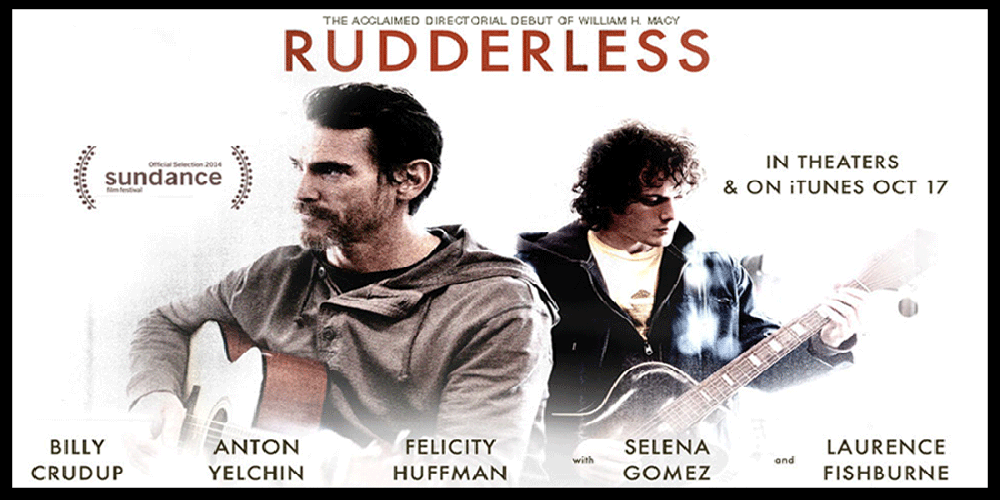 THE ACCLAIMED DIRECTORIAL DEBUT OF WILLIAM H. MACY
RUDDERLESS
Official Selection 2014
sundance
film festival
IN THEATERS
& ON iTUNES OCT 17
BILLY
CRUDUP
ANTON
YELCHIN
FELICITY
HUFFMAN
with
SELENA
GOMEZ
and
LAURENCE
FISHBURNE